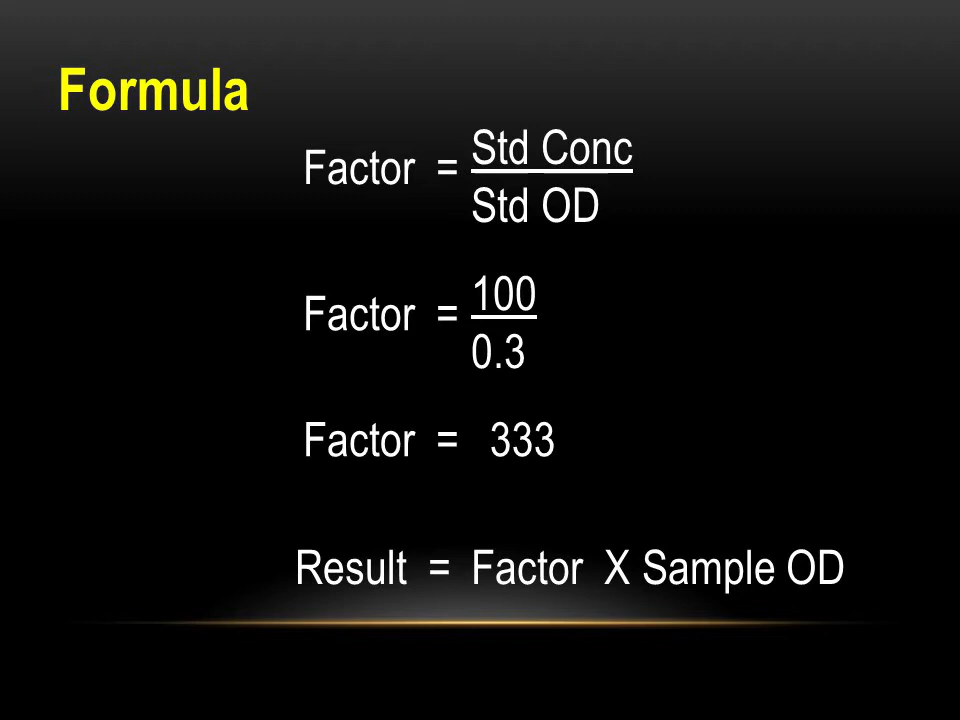 Formula
Factor = Std Conc
Std OD
Factor = 100
0.3
Factor = 333
Result = Factor X Sample OD